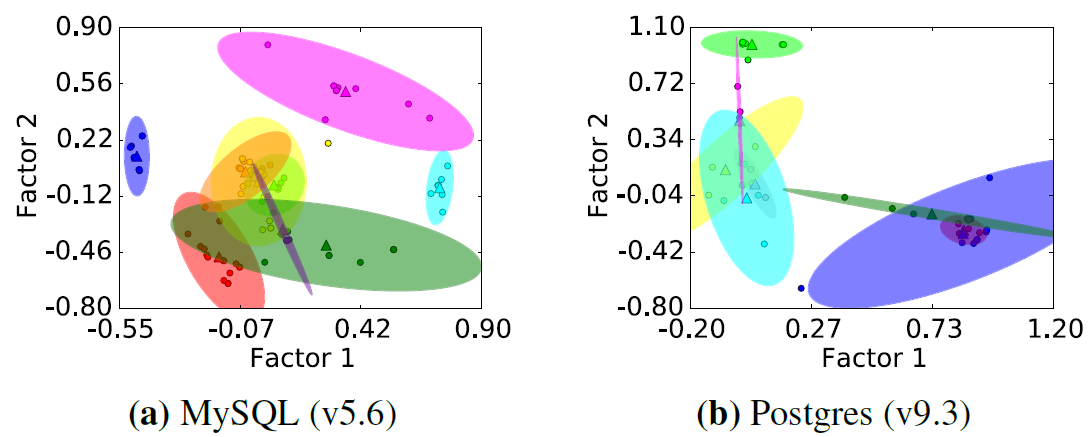 0.90
0.56
0.22
-0.12
-0.46
-0.80
Factor 2
-0.55 -0.07 0.42 0.90
Factor 1
(a) MySQL (v5.6)
1.10
0.72
0.34
-0.04
-0.42
-0.80
Factor 2
-0.20 0.27 0.73 1.20
Factor 1
(b) Postgres (v9.3)